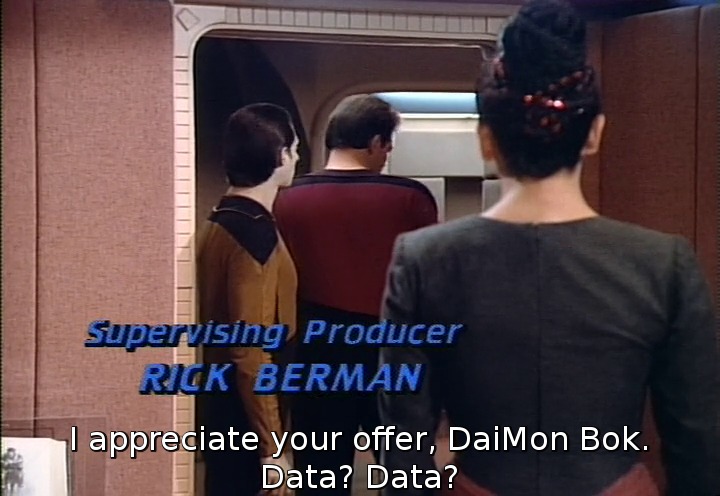 Supervising Producer
RICK BERMAN
I appreciate your offer, DaiMon Bok.
Data? Data?